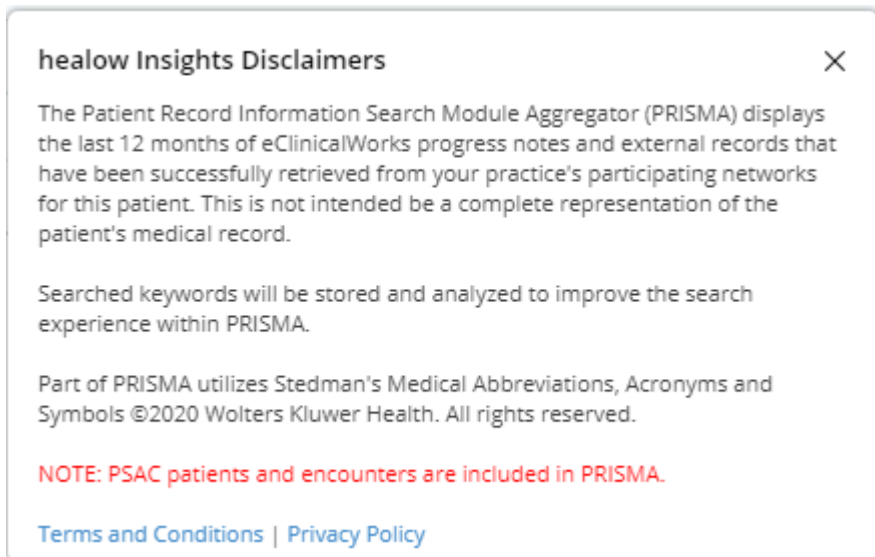 healow Insights Disclaimers
The Patient Record Information Search Module Aggregator (PRISMA) displays
the last 12 months of eClinicalWorks progress notes and external records that
have been successfully retrieved from your practice's participating networks
for this patient. This is not intended be a complete representation of the
patient's medical record.
Searched keywords will be stored and analyzed to improve the search
experience within PRISMA.
Part of PRISMA utilizes Stedman's Medical Abbreviations, Acronyms and
Symbols ©2020 Wolters Kluwer Health. All rights reserved.
NOTE: PSAC patients and encounters are included in PRISMA.
Terms and Conditions | Privacy Policy